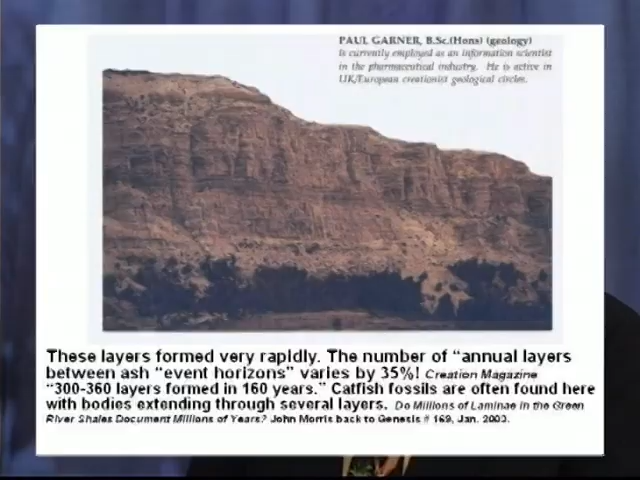 PAUL GARNER, B.Sc.(Hons) (geology)
is currently employed as an information scientist
in the pharmaceutical industry. He is active in
UK/European creationist geological circles.
These layers formed very rapidly. The number of “annual layers
between ash “event horizons” varies by 35%! Creation Magazine
“300-360 layers formed in 160 years.” Catfish fossils are often found here
with bodies extending through several layers. Do Millions of Laminae in the Green
River Shales Document Millions of Years? John Morris back to Genesis # 169, Jan. 2003.